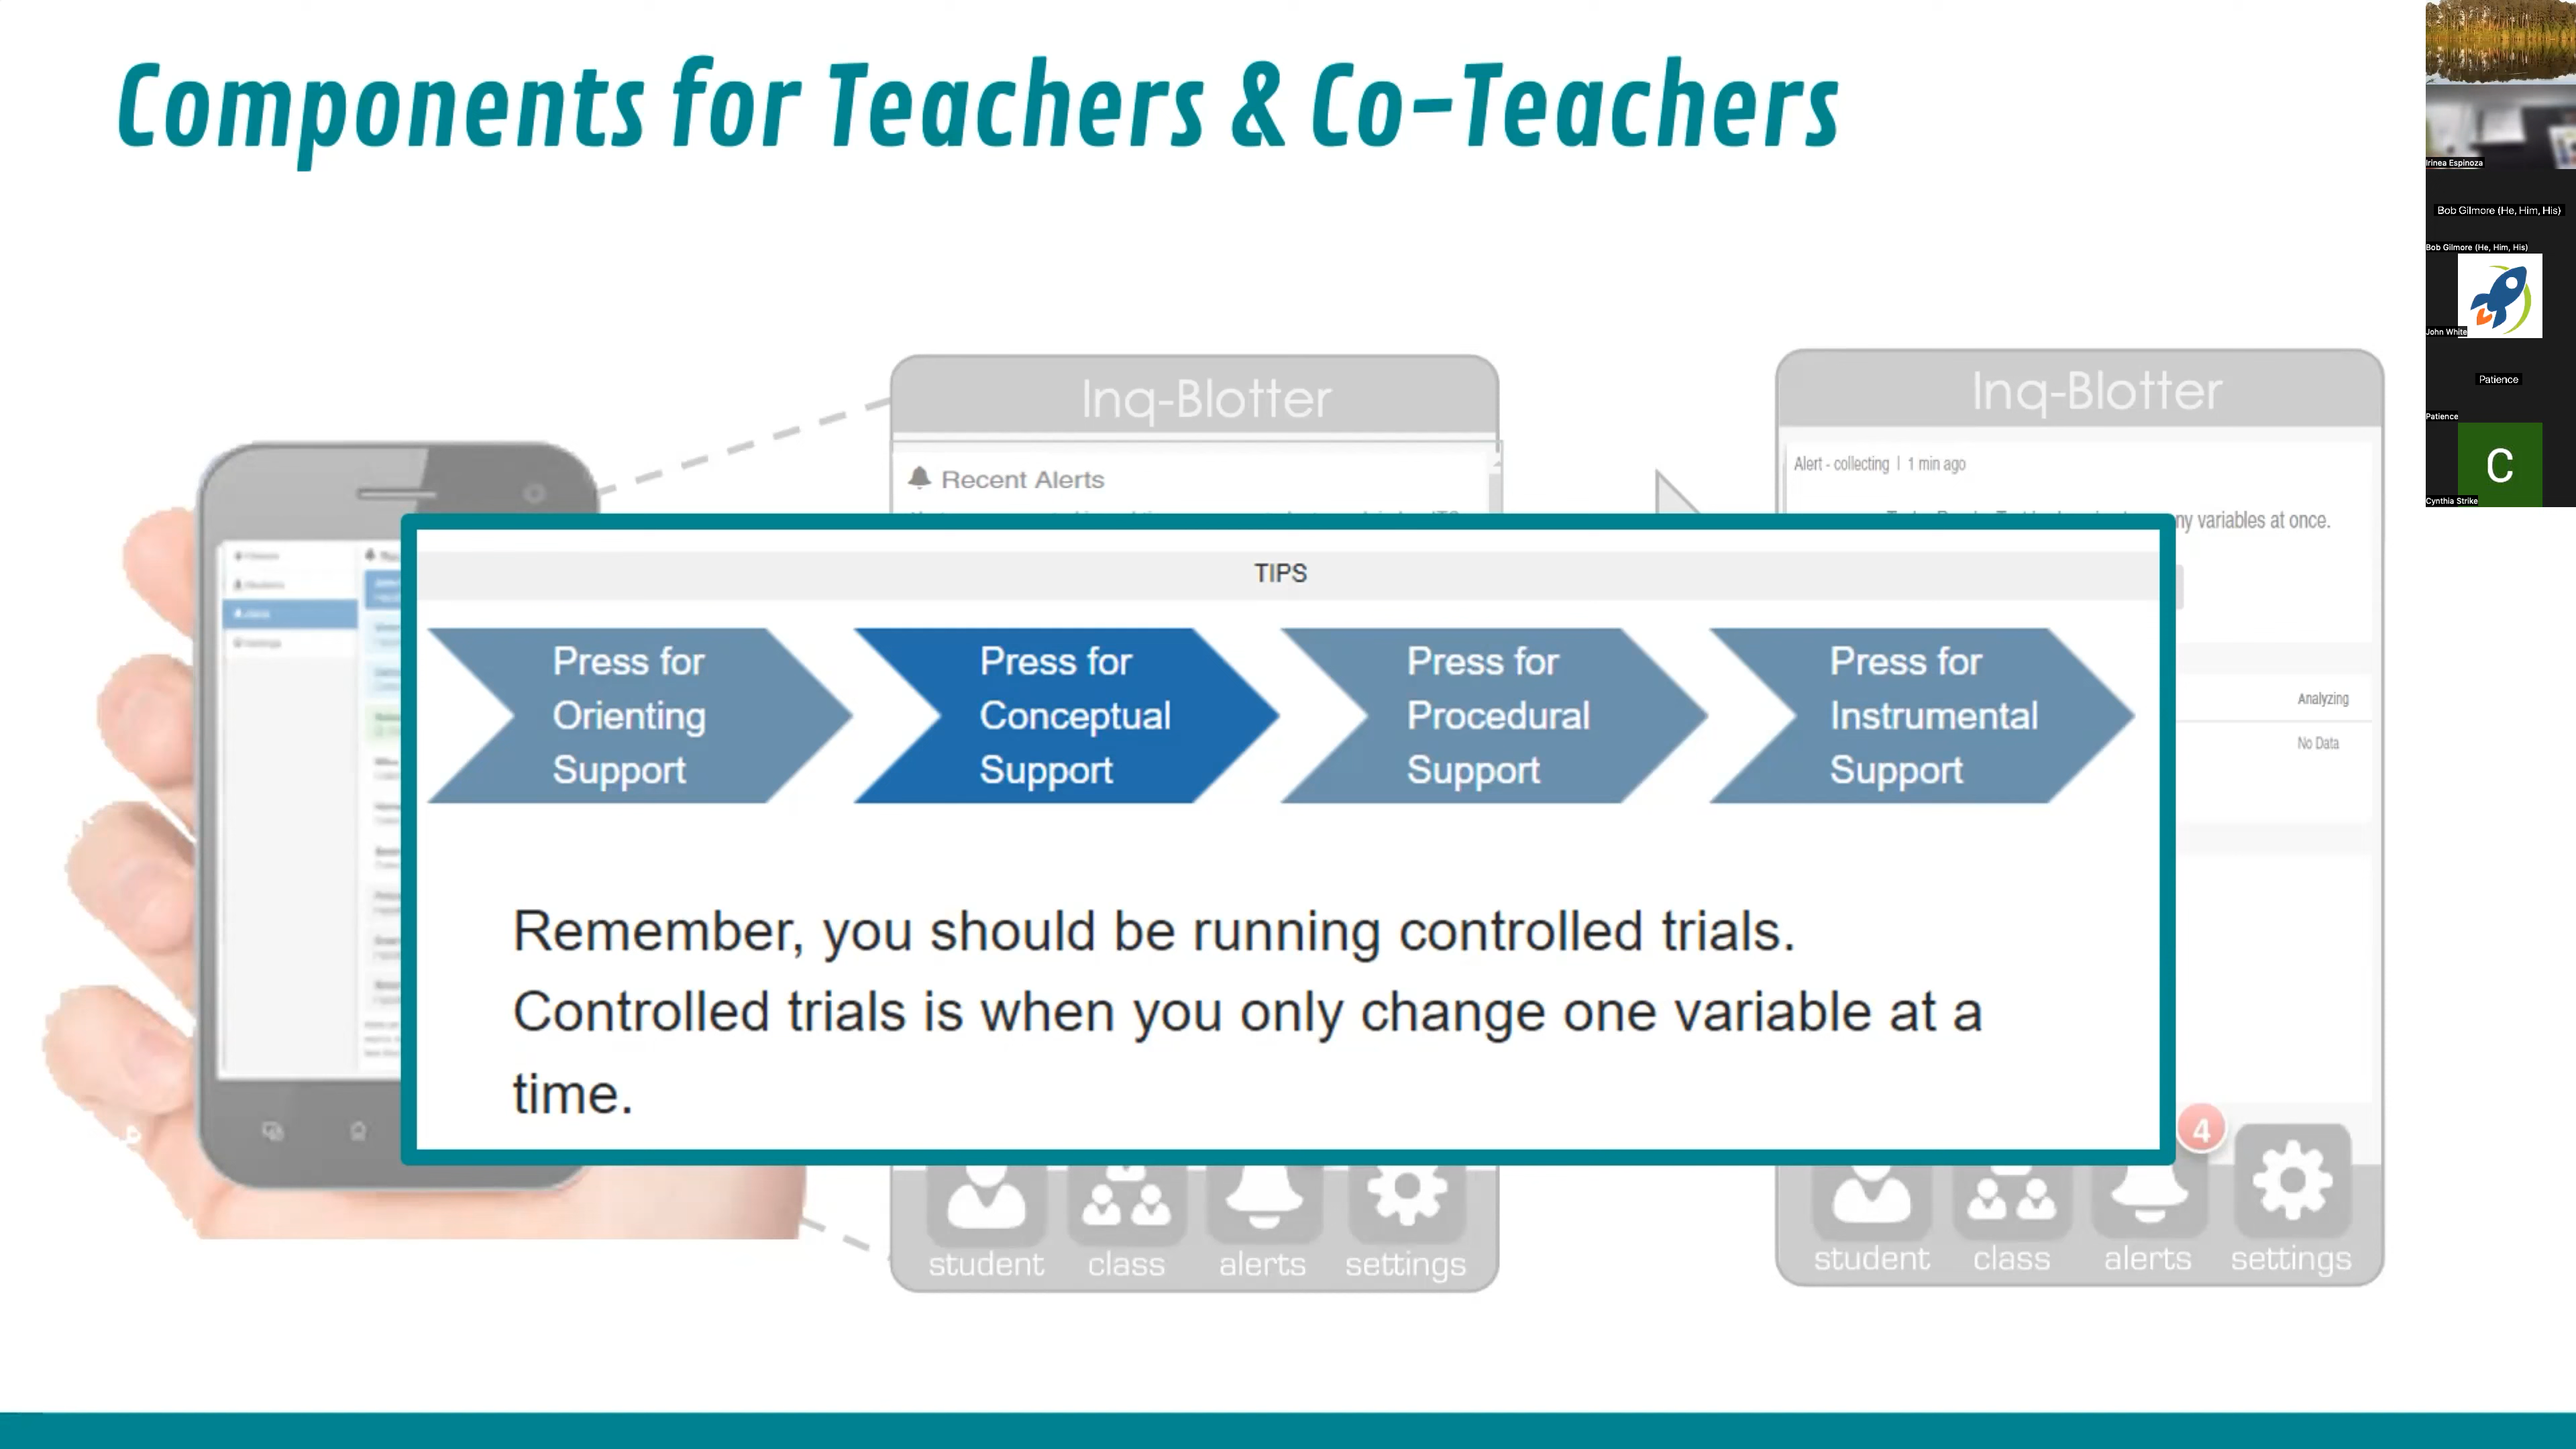 Components for Teachers & Co-Teachers
Irinea Espinoza
Bob Gilmore (He, Him, His)
Bob Gilmore (He, Him, His)
John White
Patience
Patience
C
Cynthia Strike
Inq-Blotter
Recent Alerts
Inq-Blotter
Alert - collecting | 1 min ago
ny variables at once.
TIPS
Press for
Orienting
Support
Press for
Conceptual
Support
Press for
Procedural
Support
Press for
Instrumental
Support
Remember, you should be running controlled trials.
Controlled trials is when you only change one variable at a
time.
Analyzing
No Data
4
student class alerts settings
student class alerts settings